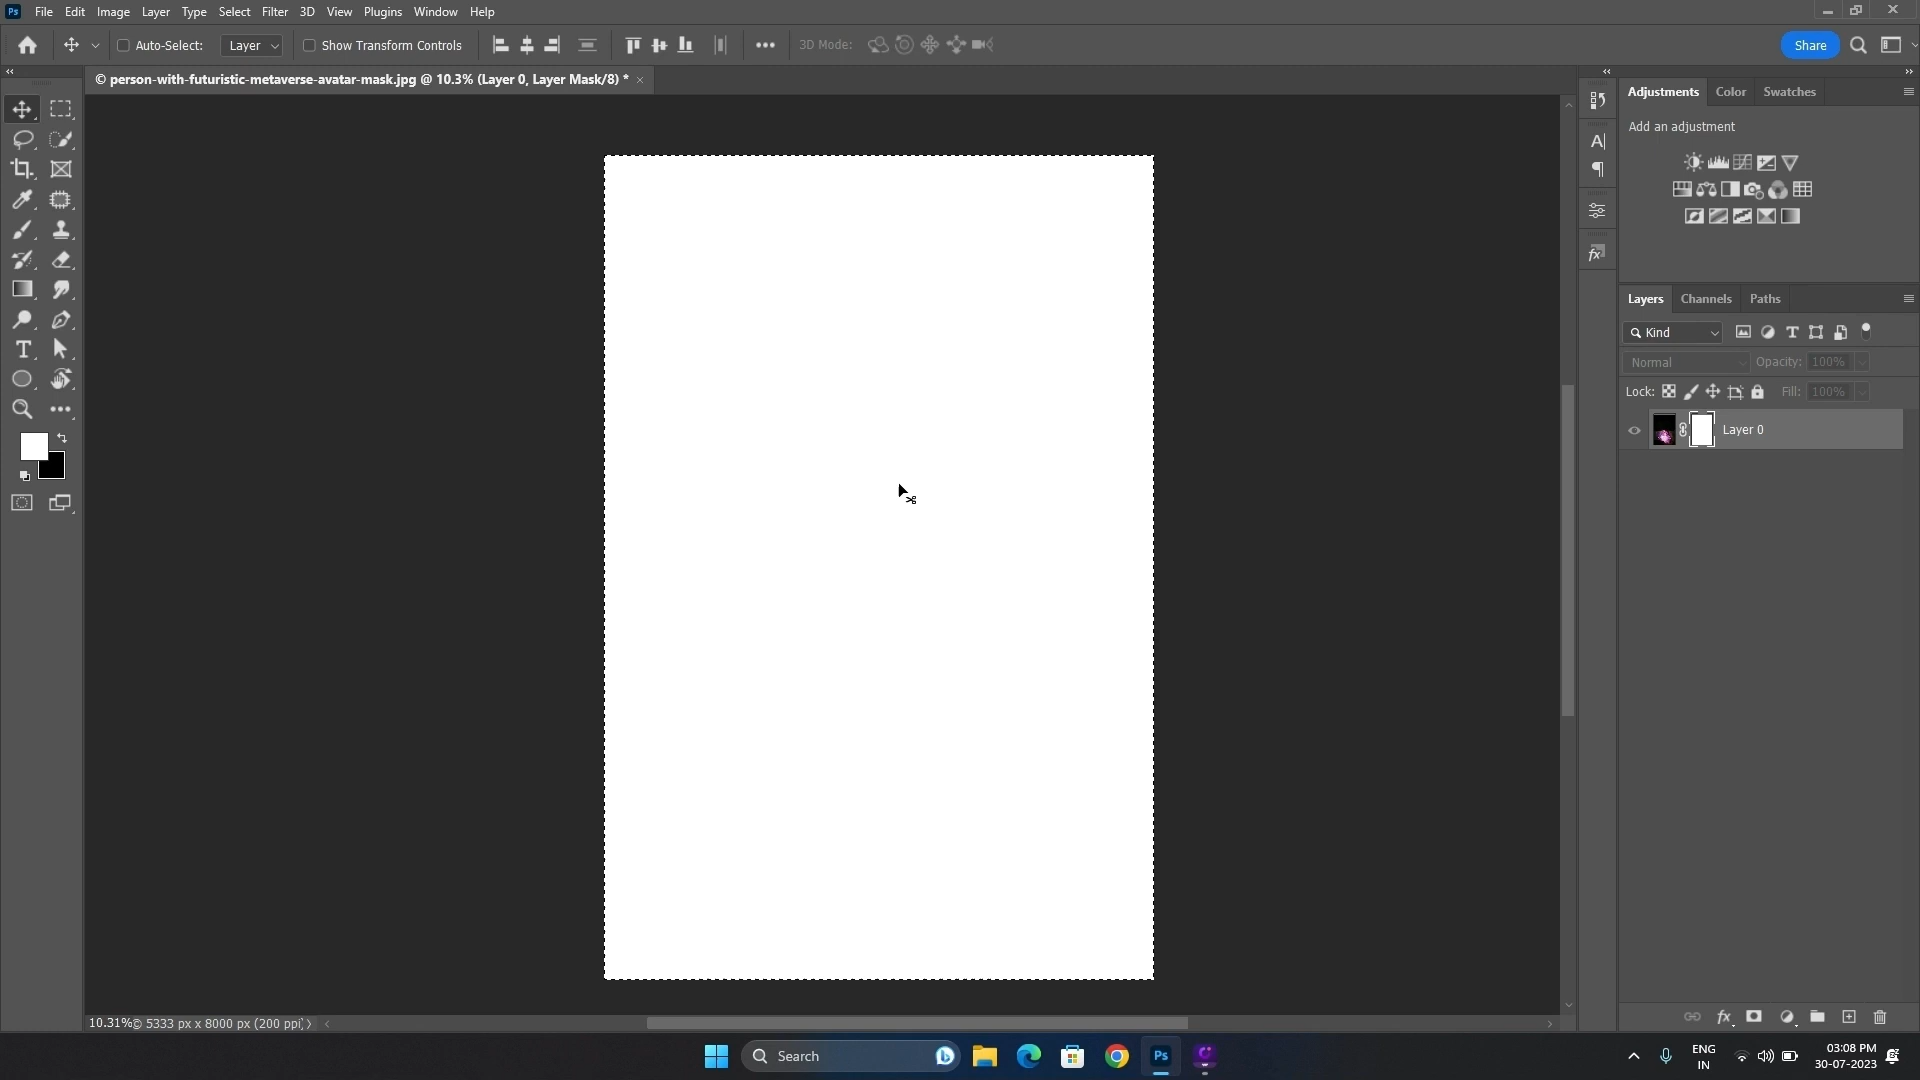 Ps File Edit Image Layer Type Select Filter 3D View Plugins Window Help
Auto-Select: Layer Show Transform Controls 3D Mode: Share
© person-with-futuristic-metaverse-avatar-mask.jpg @ 10.3% (Layer 0, Layer Mask/8) * ×
Adjustments Color Swatches
Add an adjustment
Layers Channels Paths
Kind
Normal Opacity: 100%
Lock: Fill: 100%
Layer 0
10.31% © 5333 px x 8000 px (200 ppi)
Search
Ps
ENG
IN
03:08 PM
30-07-2023